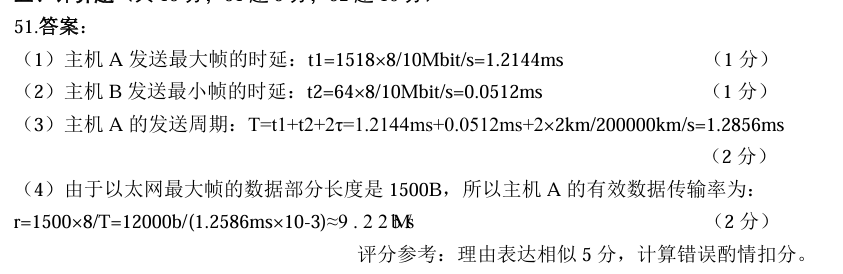 51.答案：
（1）主机 A 发送最大帧的时延：t1=1518×8/10Mbit/s=1.2144ms （1 分）
（2）主机 B 发送最小帧的时延：t2=64×8/10Mbit/s=0.0512ms （1 分）
（3）主机 A 的发送周期：T=t1+t2+2τ=1.2144ms+0.0512ms+2×2km/200000km/s=1.2856ms
（2 分）
（4）由于以太网最大帧的数据部分长度是 1500B，所以主机 A 的有效数据传输率为：
r=1500×8/T=12000b/(1.2586ms×10-3)≈9.22Mb/s （2 分）
评分参考：理由表达相似 5 分，计算错误酌情扣分。